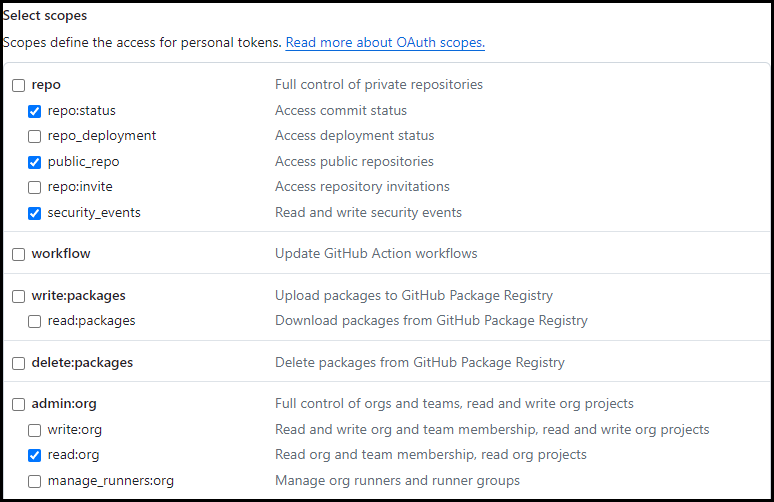 Select scopes
Scopes define the access for personal tokens. Read more about OAuth scopes.
repo Full control of private repositories
repo:status Access commit status
repo_deployment Access deployment status
public_repo Access public repositories
repo:invite Access repository invitations
security_events Read and write security events
workflow Update GitHub Action workflows
write:packages Upload packages to GitHub Package Registry
read:packages Download packages from GitHub Package Registry
delete:packages Delete packages from GitHub Package Registry
admin:org Full control of orgs and teams, read and write org projects
write:org Read and write org and team membership, read and write org projects
read:org Read org and team membership, read org projects
manage_runners:org Manage org runners and runner groups